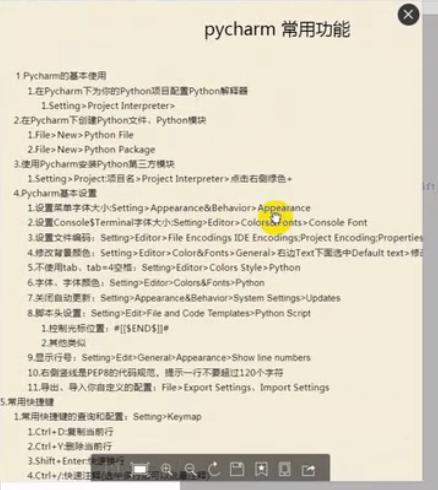 pycharm 常用功能
1 Pycharm的基本使用
1.在Pycharm下为你的Python项目配置Python解释器
1.Setting>Project Interpreter>
2.在Pycharm下创建Python文件、Python模块
1.File>New>Python File
2.File>New>Python Package
3.使用Pycharm安装Python第三方模块
1.Setting>Project:项目名>Project Interpreter>点击右侧绿色+
4.Pycharm基本设置
1.设置菜单字体大小:Setting>Appearance&Behavior>Appearance
2.设置Console$Terminal字体大小:Setting>Editor>Colors&Fonts>Console Font
3.设置文件编码：Setting>Editor>File Encodings IDE Encodings;Project Encoding;Properties
4.修改背景颜色：Setting>Editor>Color&Fonts>General>右边Text下面选中Default text>修
5.不使用tab、tab=4空格：Setting>Editor>Colors Style>Python
6.字体、字体颜色：Setting>Editor>Colors&Fonts>Python
7.关闭自动更新：Setting>Appearance&Behavior>System Settings>Updates
8.脚本头设置：Setting>Edit>File and Code Templates>Python Script
1.控制光标位置：#[[$END$]]#
2.其他类似
9.显示行号：Setting>Edit>General>Appearance>Show line numbers
10.右侧竖线是PEP8的代码规范，提示一行不要超过120个字符
11.导出、导入你自定义的配置：File>Export Settings、Import Settings
5.常用快捷键
1.常用快捷键的查询和配置：Setting>Keymap
1.Ctrl+D:复制当前行
2.Ctrl+Y:删除当前行
3.Shift+Enter:快速换行
4.Ctrl+/:快速注释(选中多行